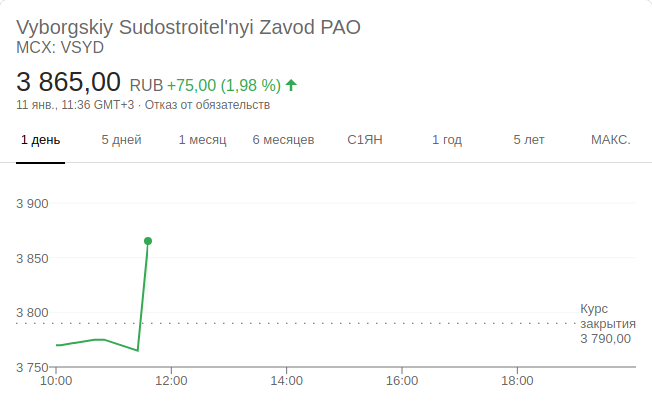 Vyborgskiy Sudostroitel'nyi Zavod PAO
MCX: VSYD
3 865,00 RUB +75,00 (1,98 %)
11 янв., 11:36 GMT+3 · Отказ от обязательств
1 день 5 дней 1 месяц 6 месяцев С1ЯН 1 год 5 лет МАКС.
3 900
3 850
3 800
Курс
закрытия
3 790,00
3 750
10:00 12:00 14:00 16:00 18:00